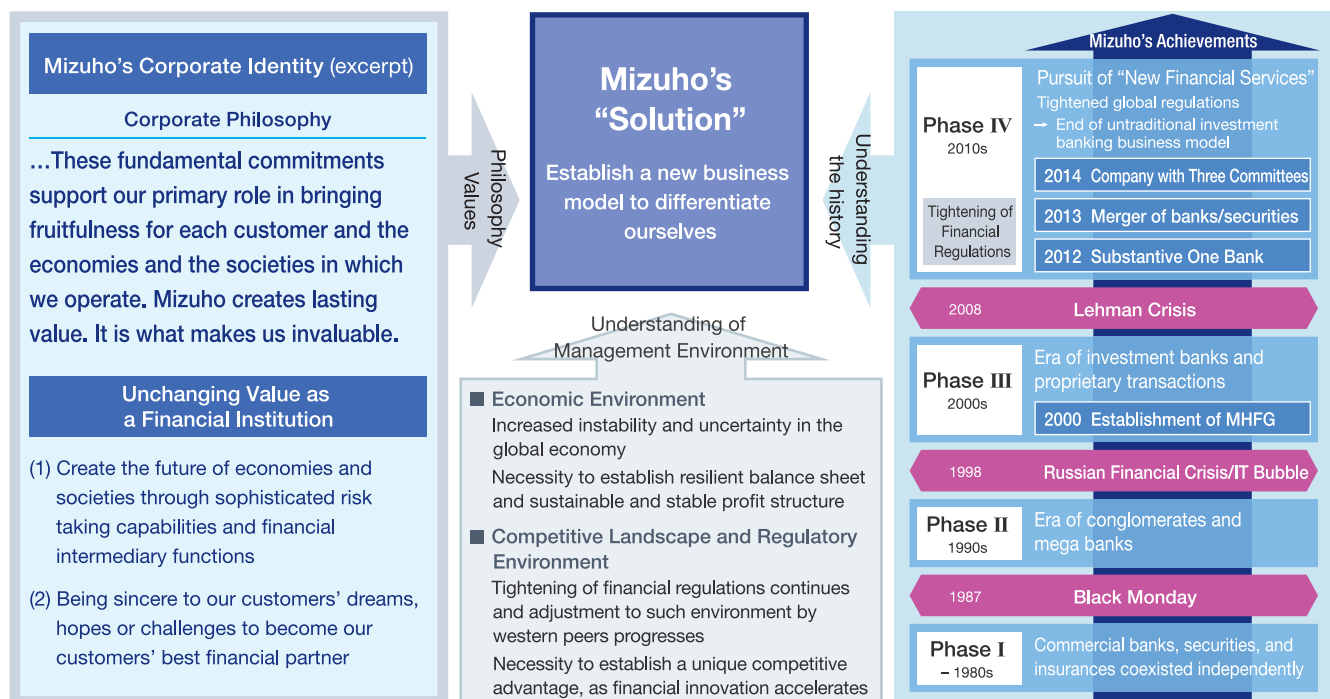 Mizuho’s Corporate Identity (excerpt)
Corporate Philosophy
…These fundamental commitments
support our primary role in bringing
fruitfulness for each customer and the
economies and the societies in which
we operate. Mizuho creates lasting
value. It is what makes us invaluable.
Unchanging Value as
a Financial Institution
(1) Create the future of economies and
societies through sophisticated risk
taking capabilities and financial
intermediary functions
(2) Being sincere to our customers’ dreams,
hopes or challenges to become our
customers’ best financial partner
Philosophy
Values
Mizuho’s
“Solution”
Establish a new business
model to differentiate
ourselves
Understanding
the history
Understanding of
Management Environment
■ Economic Environment
Increased instability and uncertainty in the
global economy
Necessity to establish resilient balance sheet
and sustainable and stable profit structure
■ Competitive Landscape and Regulatory
Environment
Tightening of financial regulations continues
and adjustment to such environment by
western peers progresses
Necessity to establish a unique competitive
advantage, as financial innovation accelerates
Mizuho’s Achievements
Phase IV
2010s
Tightening of
Financial
Regulations
Pursuit of “New Financial Services”
Tightened global regulations
→ End of untraditional investment
banking business model
2014 Company with Three Committees
2013 Merger of banks/securities
2012 Substantive One Bank
2008 Lehman Crisis
Phase III
2000s
Era of investment banks and
proprietary transactions
2000 Establishment of MHFG
1998 Russian Financial Crisis/IT Bubble
Phase II
1990s
Era of conglomerates and
mega banks
1987 Black Monday
Phase I
– 1980s
Commercial banks, securities, and
insurances coexisted independently